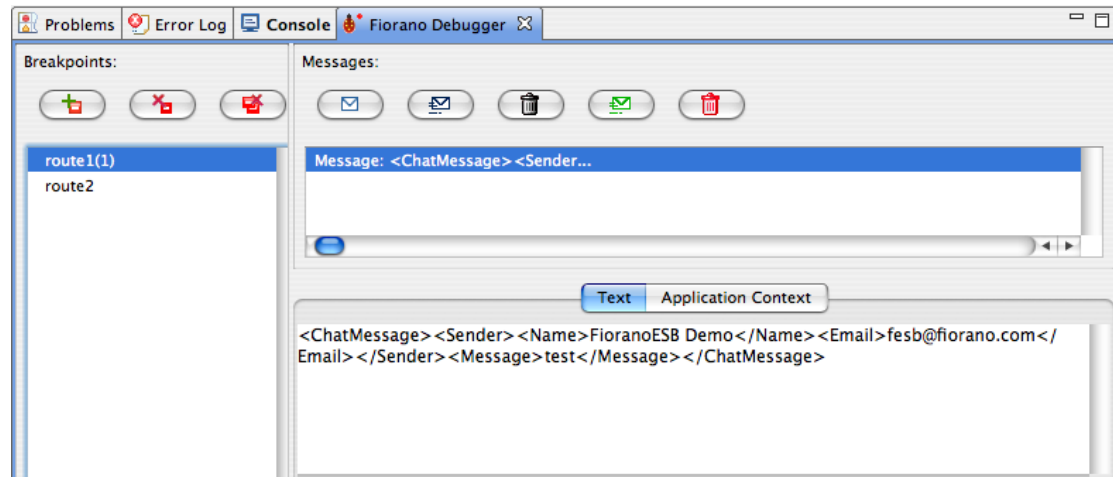 Problems Error Log Console Fiorano Debugger
Breakpoints:
Messages:
route1(1)
route2
Message: <ChatMessage><Sender...
Text Application Context
<ChatMessage><Sender><Name>FioranoESB Demo</Name><Email>fesb@fiorano.com</
Email></Sender><Message>test</Message></ChatMessage>